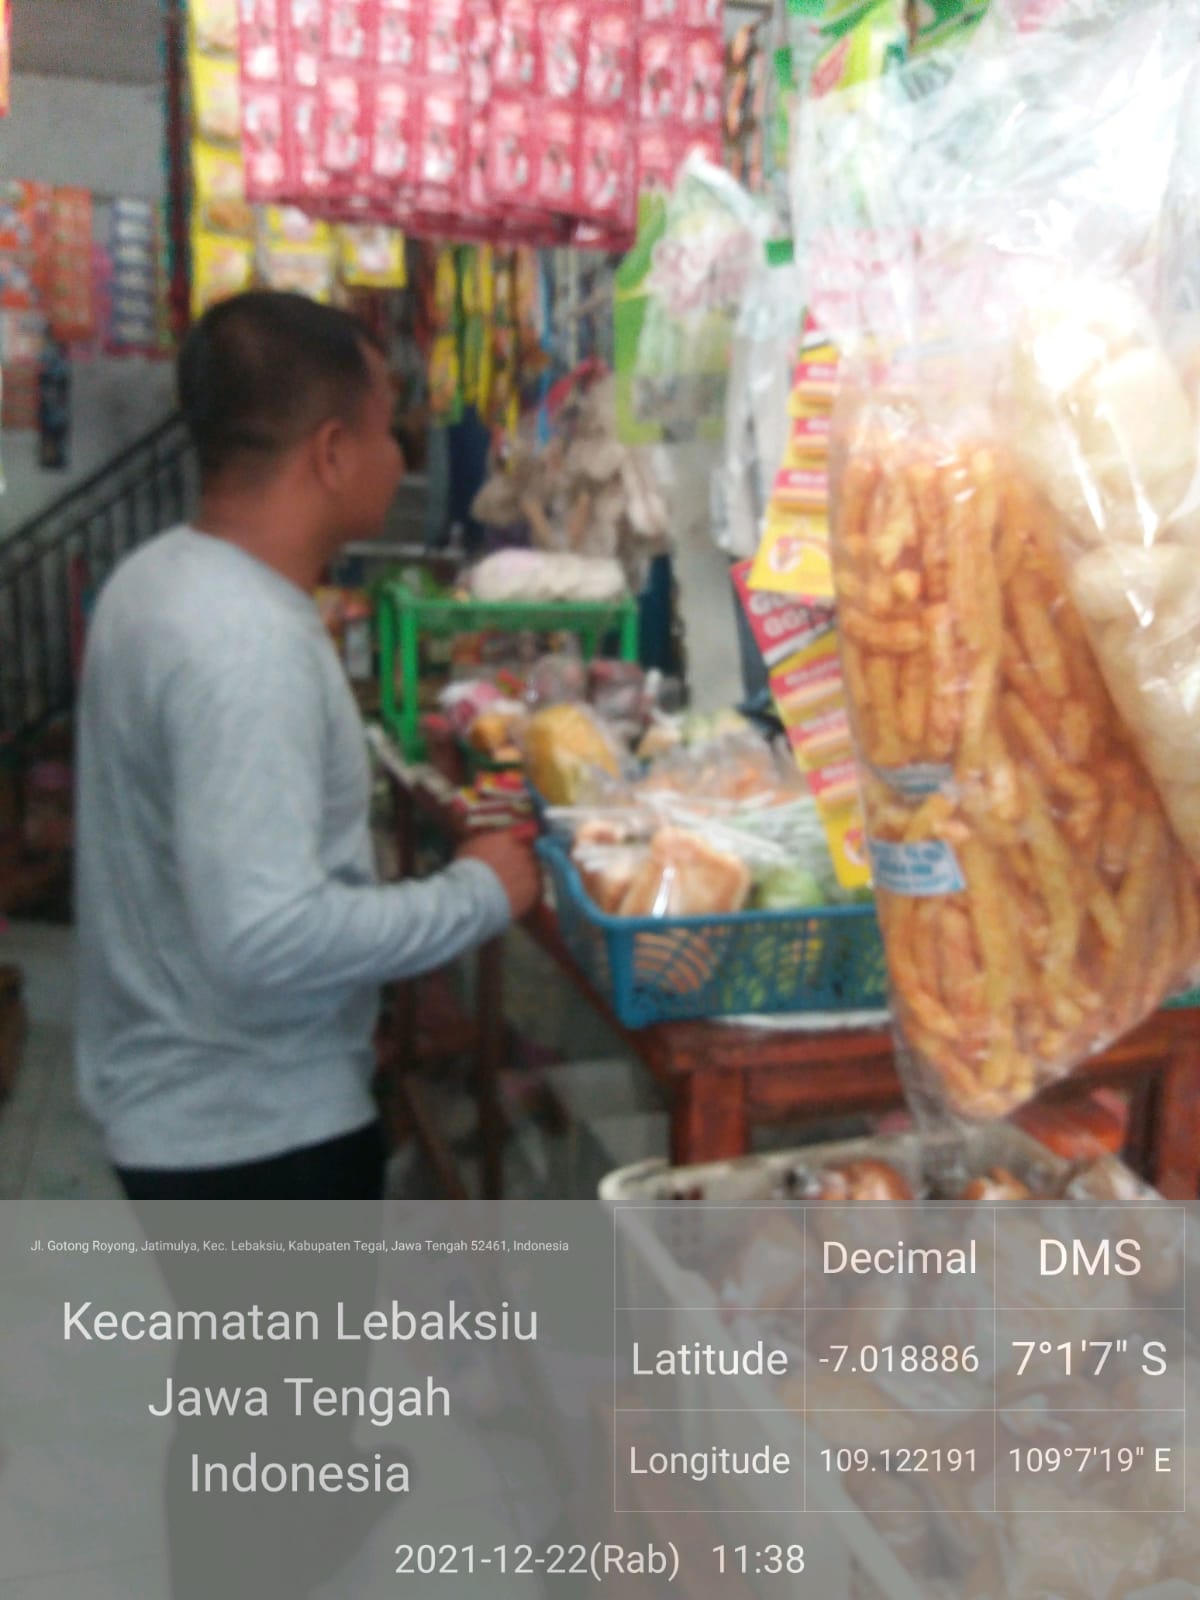 Jl. Gotong Royong, Jatimulya, Kec. Lebaksiu, Kabupaten Tegal, Jawa Tengah 52461, Indonesia
Kecamatan Lebaksiu
Jawa Tengah
Indonesia
Decimal DMS
Latitude -7.018886 7°1'7" S
Longitude 109.122191 109°7'19" E
2021-12-22(Rab) 11:38